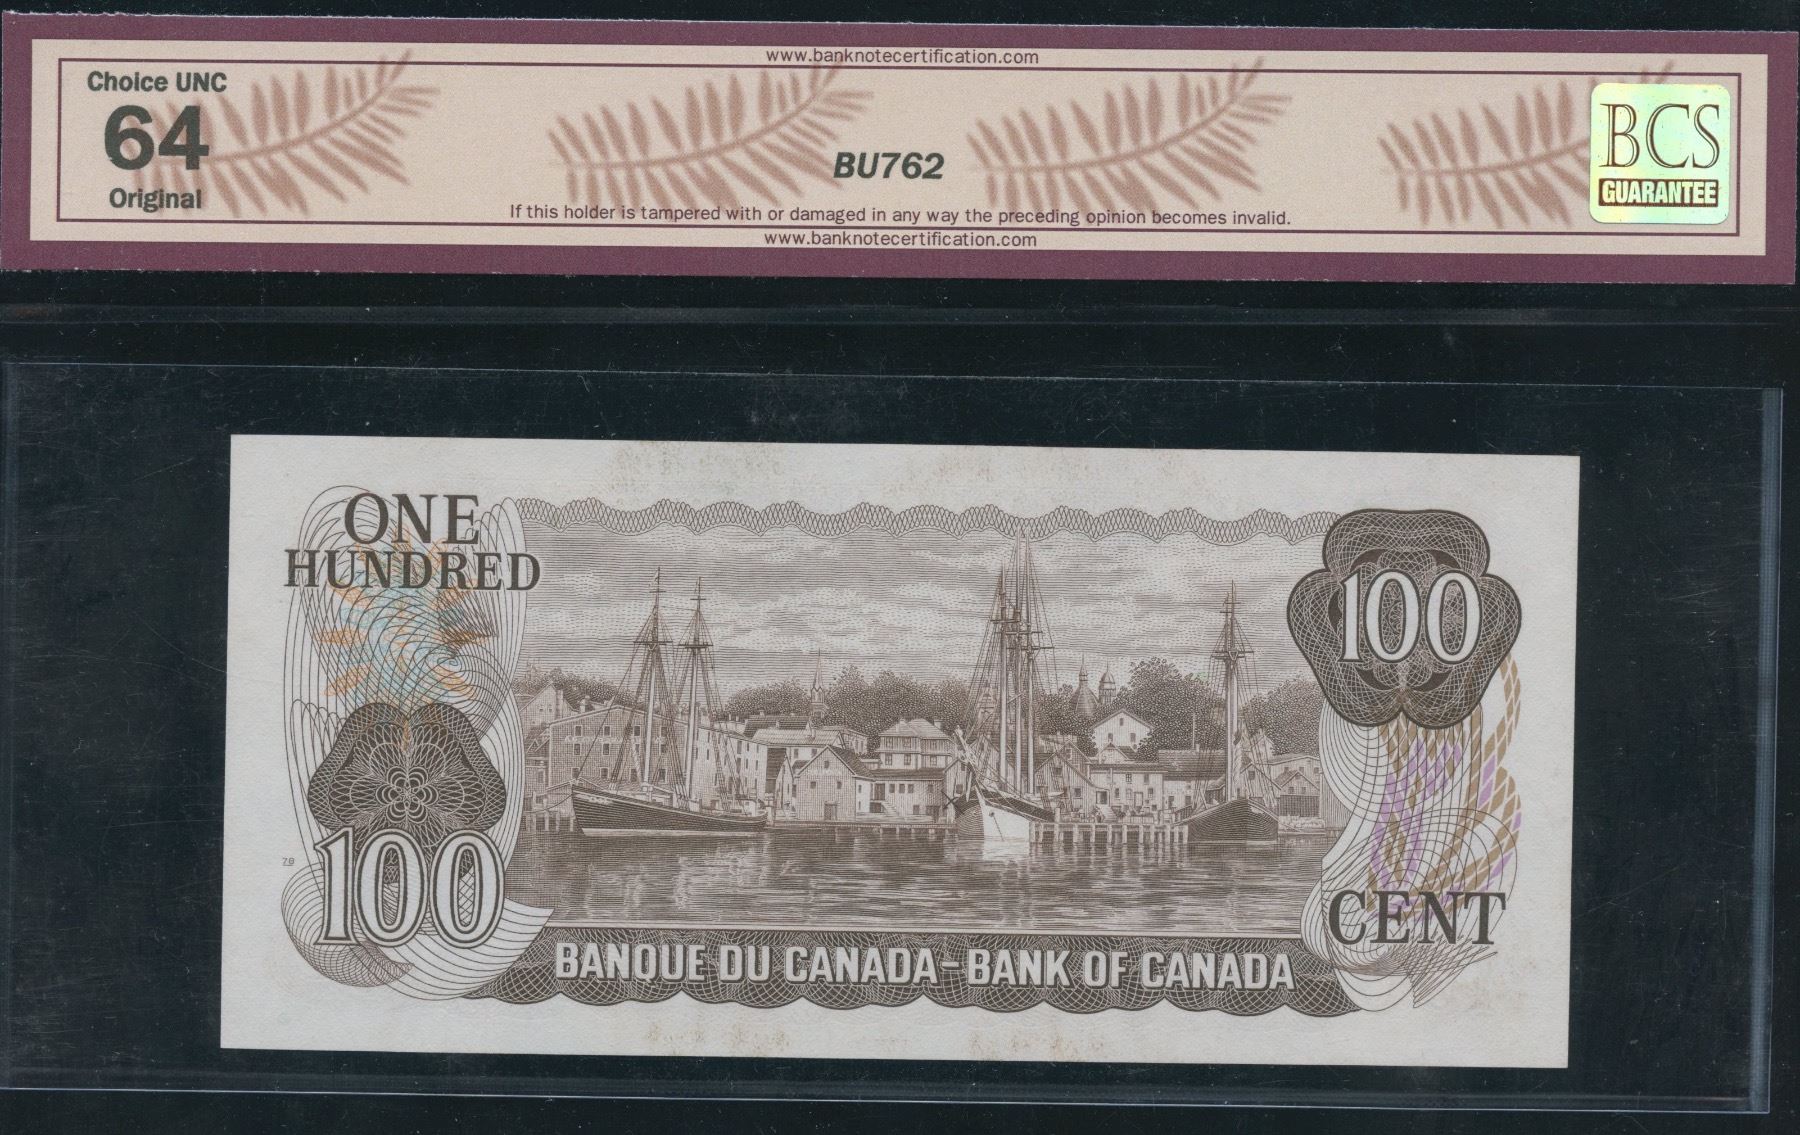 www.banknotecertification.com
Choice UNC
64
Original
BU762
BCS
GUARANTEE
If this holder is tampered with or damaged in any way the preceding opinion becomes invalid.
www.banknotecertification.com
ONE
HUNDRED
100
100
CENT
BANQUE DU CANADA - BANK OF CANADA